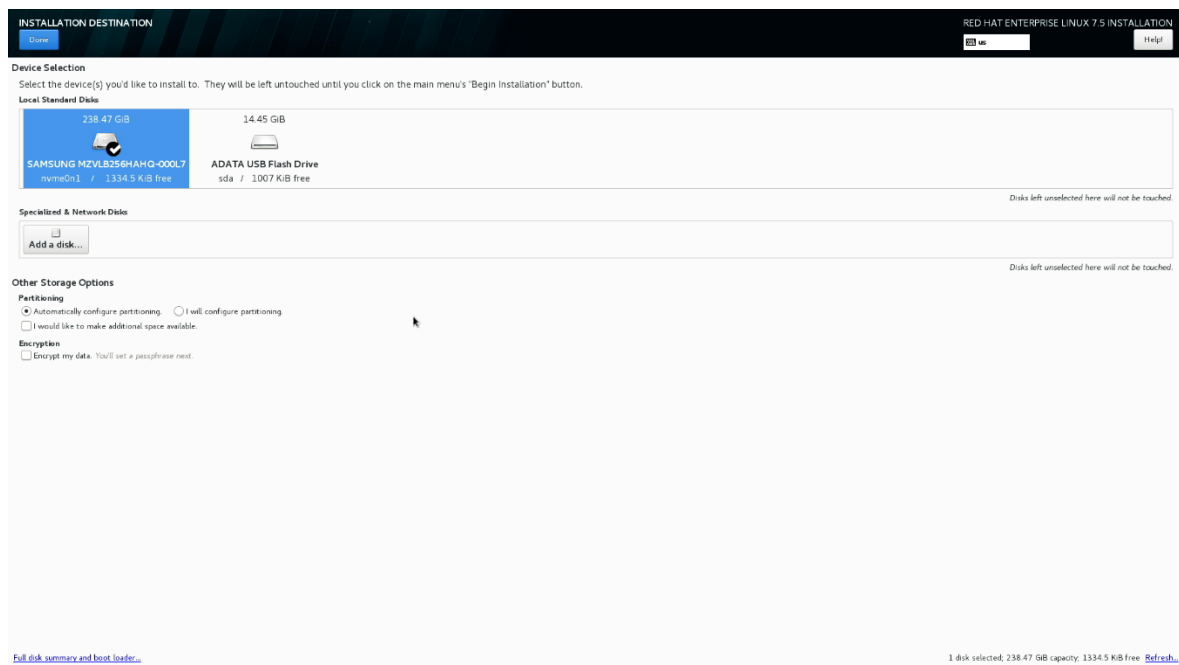 INSTALLATION DESTINATION
Done
RED HAT ENTERPRISE LINUX 7.5 INSTALLATION
us
Help!
Device Selection
Select the device(s) you'd like to install to. They will be left untouched until you click on the main menu's "Begin Installation" button.
Local Standard Disks
238.47 GiB
SAMSUNG MZVLB256HAHQ-000L7
nvme0n1 / 1334.5 KiB free
14.45 GiB
ADATA USB Flash Drive
sda / 1007 KiB free
Disks left unselected here will not be touched.
Specialized & Network Disks
Add a disk...
Disks left unselected here will not be touched.
Other Storage Options
Partitioning
Automatically configure partitioning. I will configure partitioning.
I would like to make additional space available.
Encryption
Encrypt my data. You'll set a passphrase next.
Full disk summary and boot loader...
1 disk selected; 238.47 GiB capacity; 1334.5 KiB free Refresh...